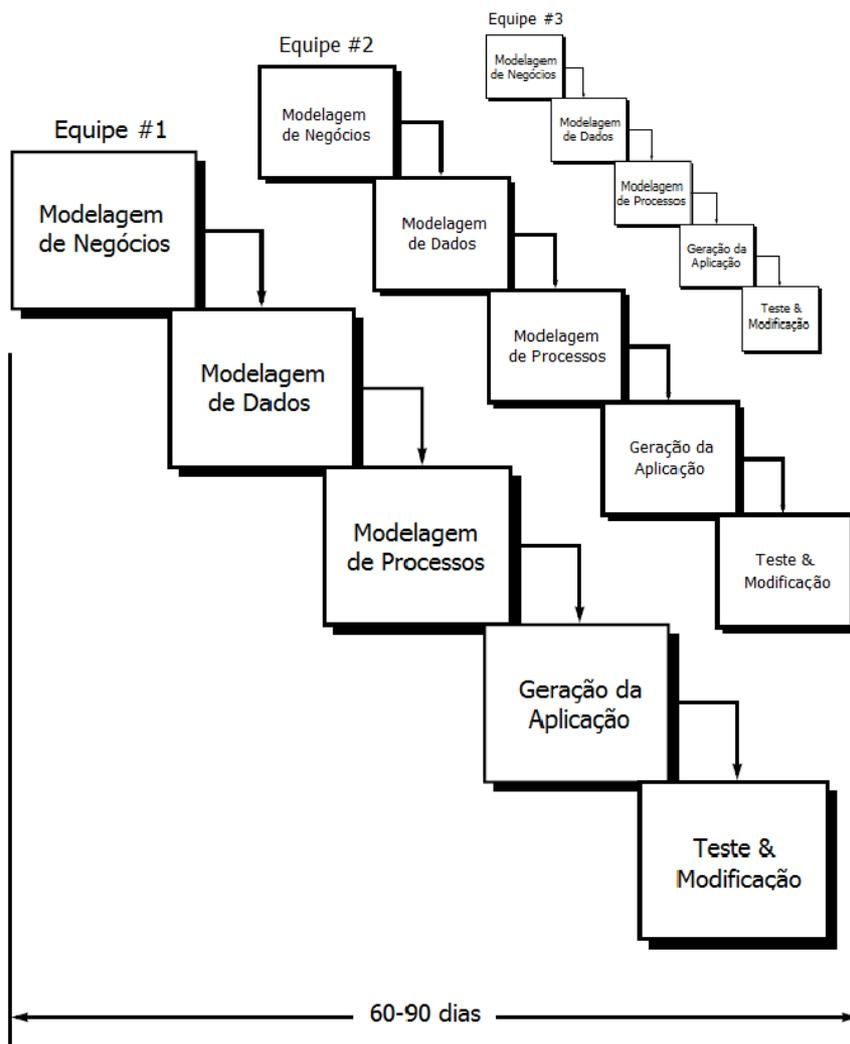 Equipe #1
Modelagem
de Negócios
Modelagem
de Dados
Modelagem
de Processos
Geração da
Aplicação
Teste &
Modificação
Equipe #2
Modelagem
de Negócios
Modelagem
de Dados
Modelagem
de Processos
Geração da
Aplicação
Teste &
Modificação
Equipe #3
Modelagem
de Negócios
Modelagem
de Dados
Modelagem
de Processos
Geração da
Aplicação
Teste &
Modificação
60-90 dias